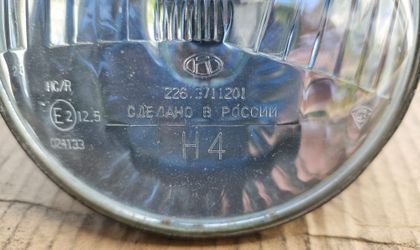 HC/R
E2 12,5
024133
226.3711201
СДЕЛАНО В РОССИИ
H4